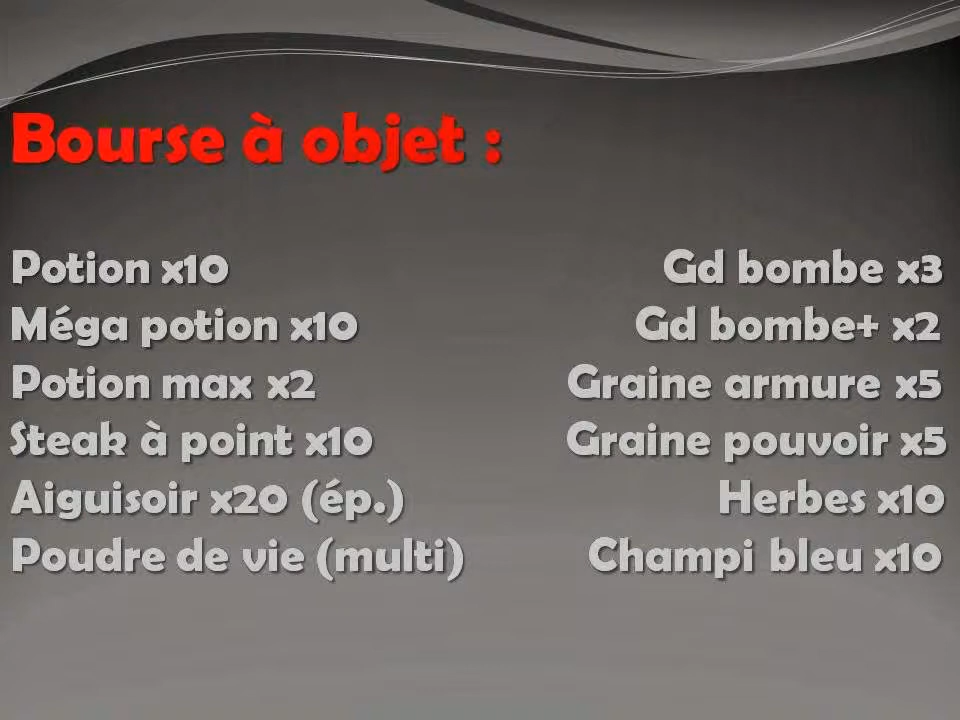 Bourse à objet :
Potion x10
Méga potion x10
Potion max x2
Steak à point x10
Aiguisoir x20 (ép.)
Poudre de vie (multi)
Gd bombe x3
Gd bombe+ x2
Graine armure x5
Graine pouvoir x5
Herbes x10
Champi bleu x10